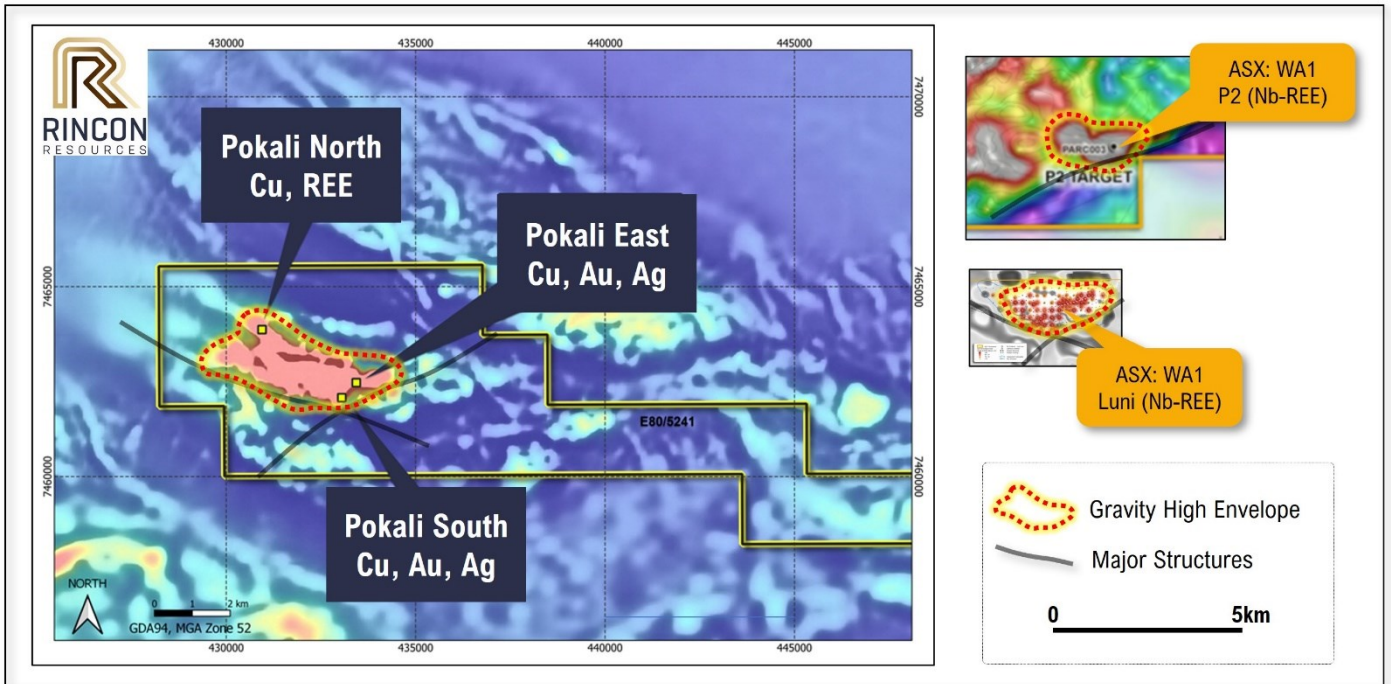 RINCON
RESOURCES
430000
435000
440000
445000
7470000
7470000
7465000
7465000
7460000
7460000
Pokali North
Cu, REE
Pokali East
Cu, Au, Ag
E80/5241
Pokali South
Cu, Au, Ag
NORTH
0 1 2 km
GDA94, MGA Zone 52
430000
435000
440000
445000
ASX: WA1
P2 (Nb-REE)
PARC003
P2 TARGET
ASX: WA1
Luni (Nb-REE)
Gravity High Envelope
Major Structures
0 5km